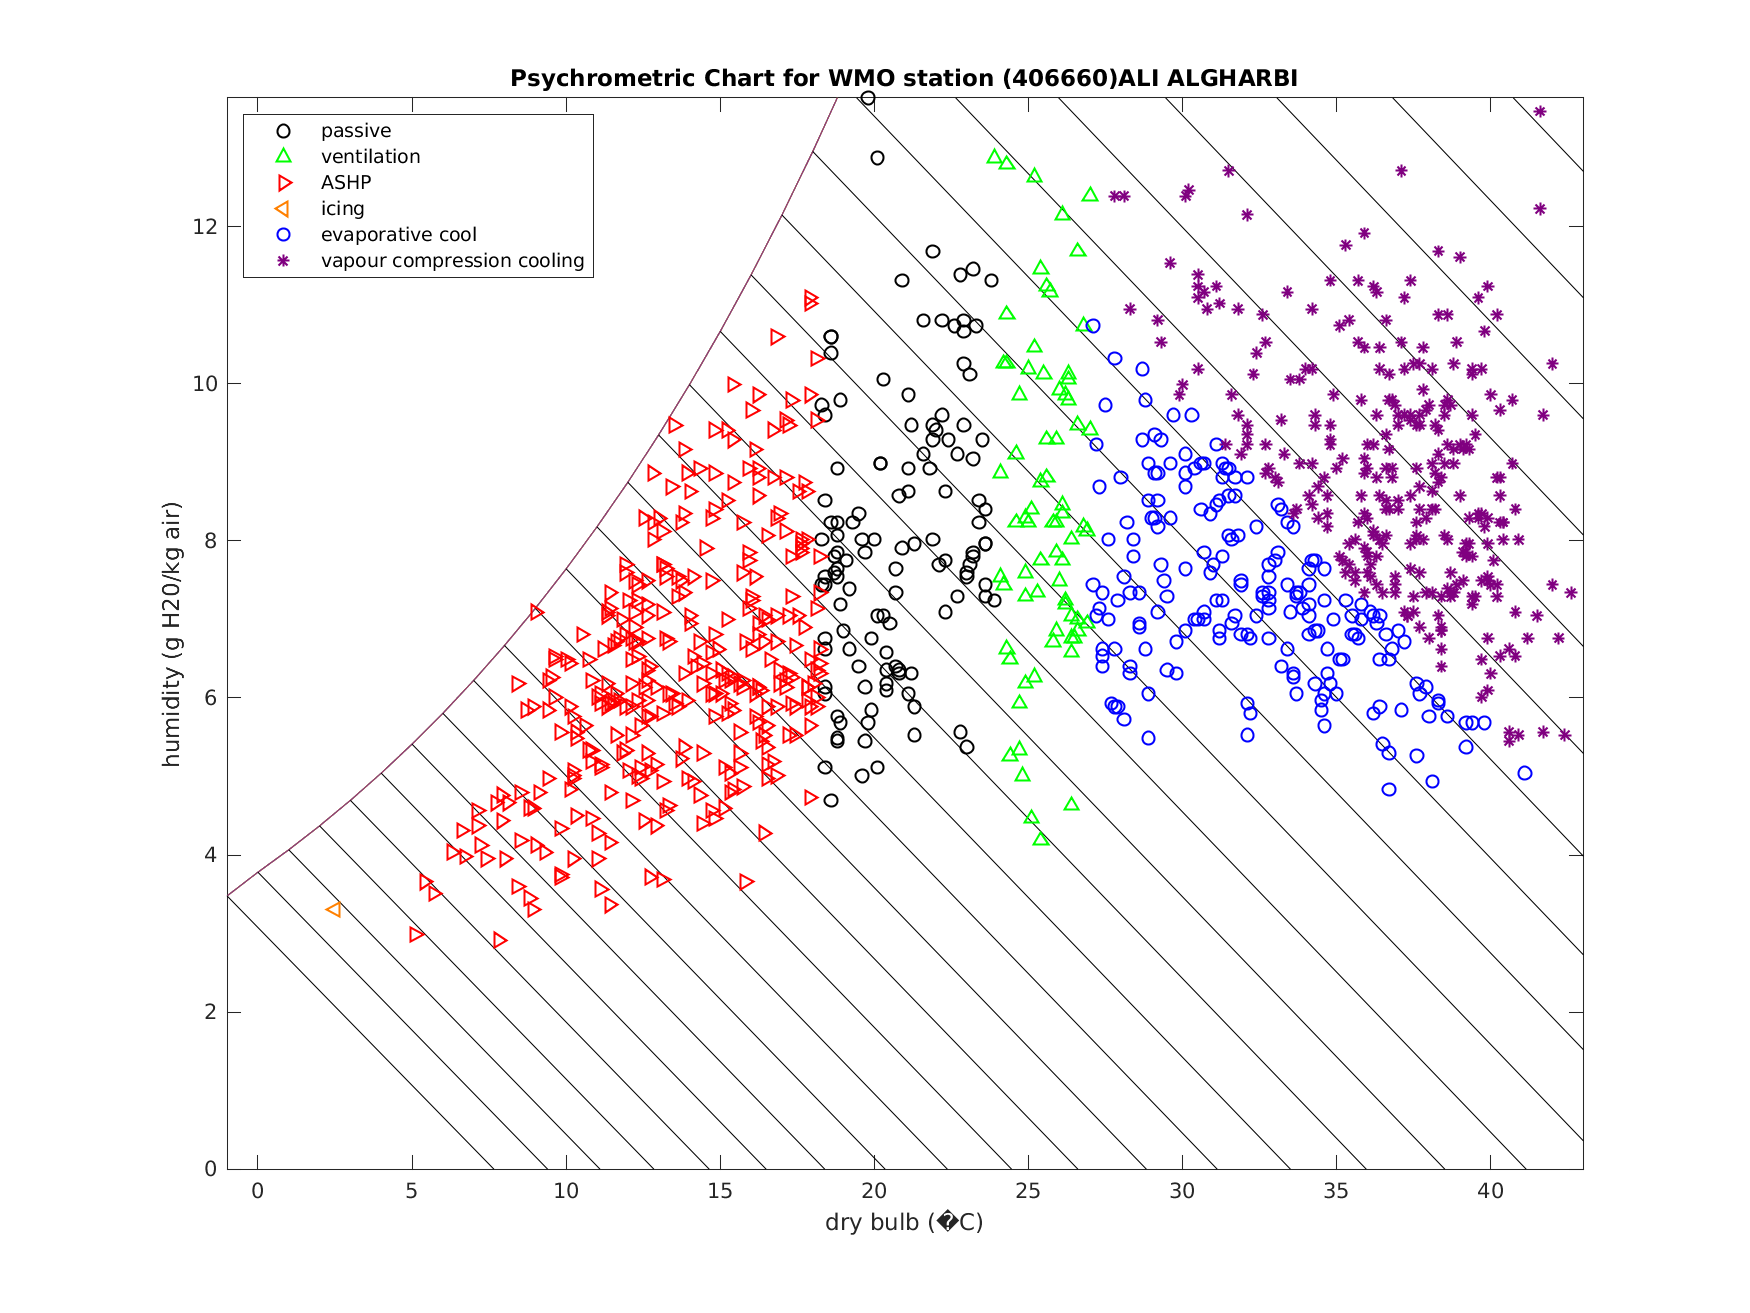 Psychrometric Chart for WMO station (406660)ALI ALGHARBI
passive
ventilation
ASHP
icing
evaporative cool
vapour compression cooling
humidity (g H20/kg air)
12
10
8
6
4
2
0
0 5 10 15 20 25 30 35 40
dry bulb (�C)